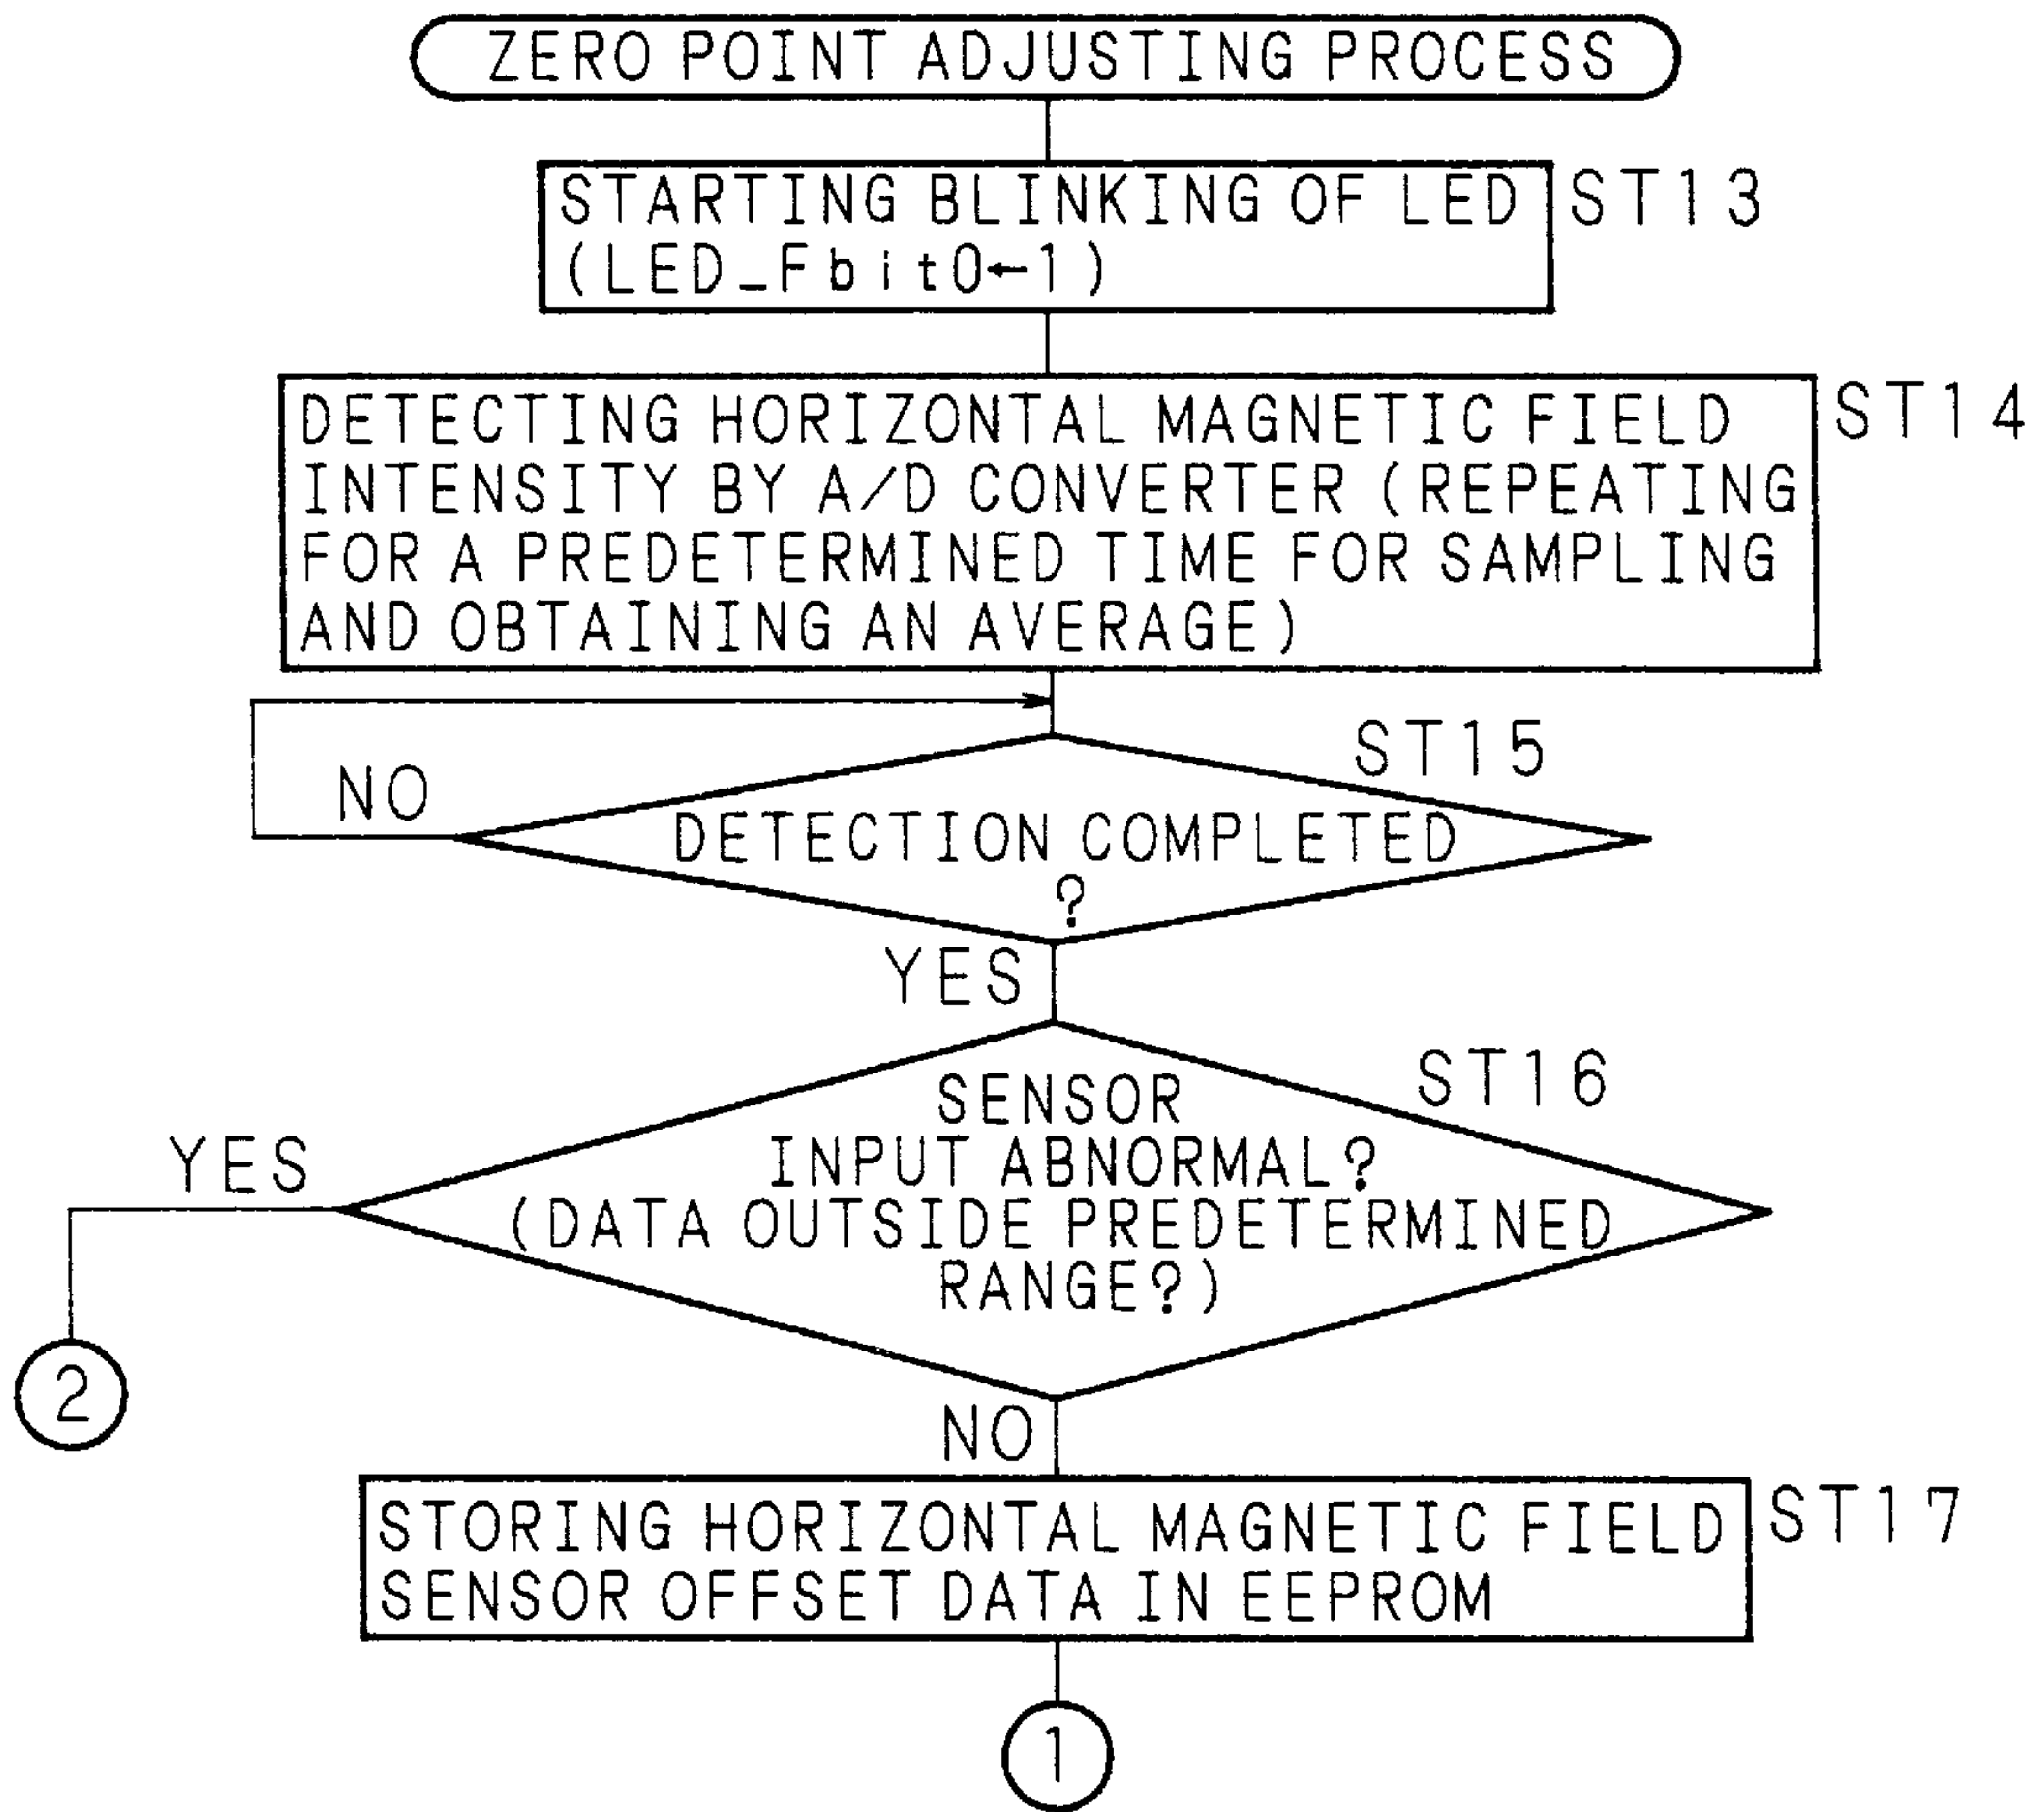 ZERO POINT ADJUSTING PROCESS
STARTING BLINKING OF LED
(LED_Fbit0←1)
ST13
DETECTING HORIZONTAL MAGNETIC FIELD
INTENSITY BY A/D CONVERTER (REPEATING
FOR A PREDETERMINED TIME FOR SAMPLING
AND OBTAINING AN AVERAGE)
ST14
ST15
NO
DETECTION COMPLETED
?
YES
ST16
SENSOR
INPUT ABNORMAL?
(DATA OUTSIDE PREDETERMINED
RANGE?)
YES
2
NO
STORING HORIZONTAL MAGNETIC FIELD
SENSOR OFFSET DATA IN EEPROM
ST17
1